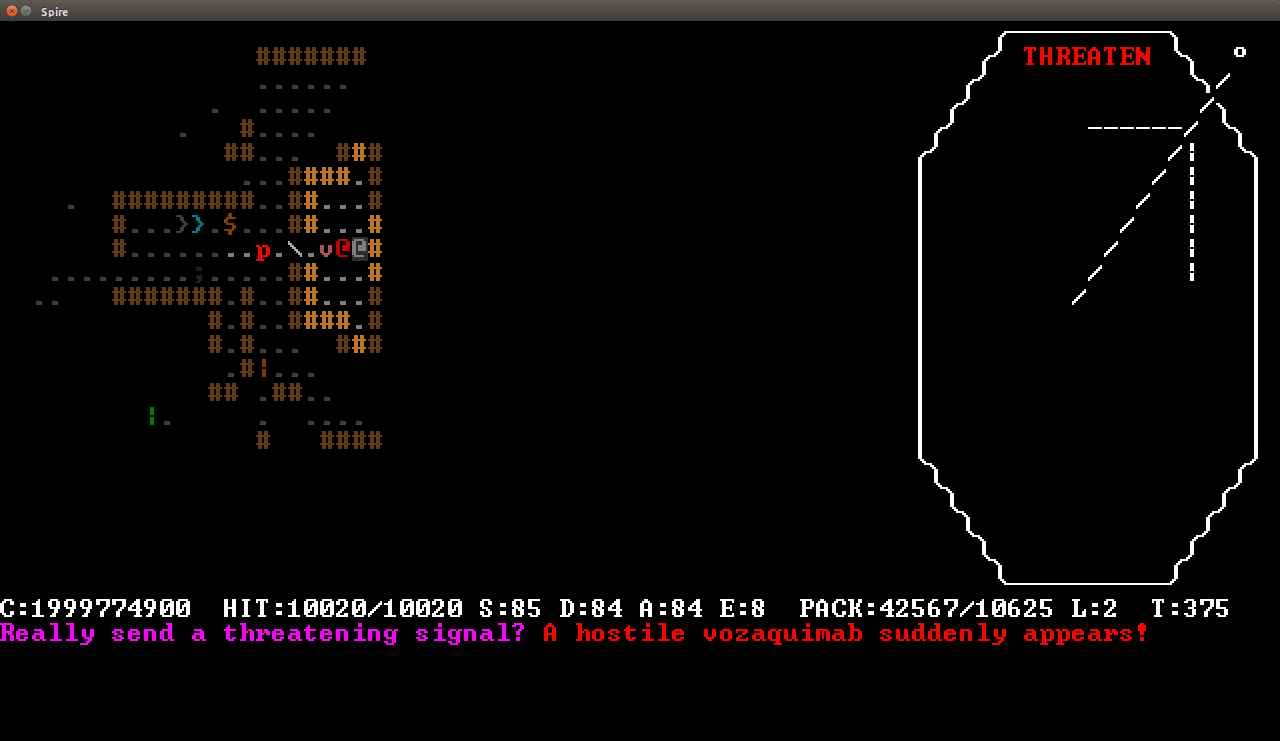 Spire
THREATEN
C:1999774900 HIT:10020/10020 S:85 D:84 A:84 E:8 PACK:42567/10625 L:2 T:375
Really send a threatening signal? A hostile vozaquimab suddenly appears!